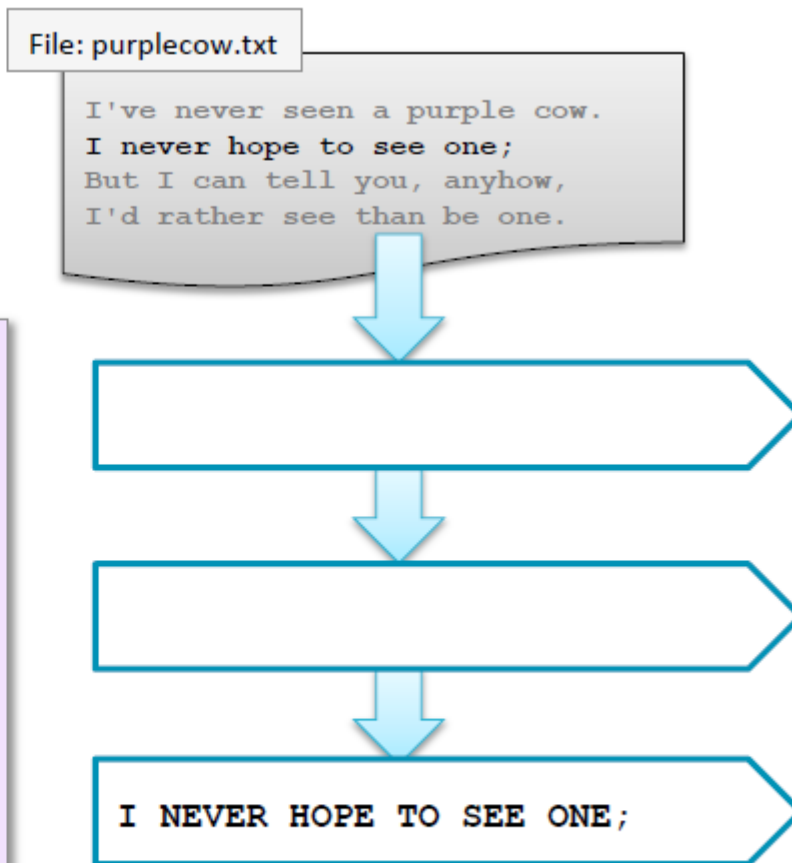 File: purplecow.txt
I've never seen a purple cow.
I never hope to see one;
But I can tell you, anyhow,
I'd rather see than be one.
I NEVER HOPE TO SEE ONE;